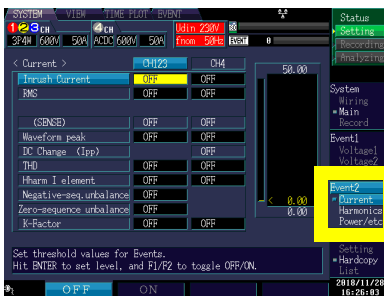 SYSTEM VIEW TIME PLOT EVENT
123CH 4CH Udin 230V
3P4M 600V 50A ACDC 600V 50A fnom 50Hz EVENT 0
Status
Setting
Recording
Analyzing
< Current > CH123 CH4
Inrush Current OFF OFF
RMS OFF OFF
(SENSE) OFF OFF
Waveform peak OFF OFF
DC Change (Ipp) OFF
THD OFF OFF
Hharm I element OFF OFF
Negative-seq.unbalance OFF
Zero-sequence unbalance OFF
K-Factor OFF OFF
50.00
< 0.00
0.00
System
Wiring
Main
Record
Event1
Voltage1
Voltage2
Event2
Current
Harmonics
Power/etc
Setting
Hardcopy
List
Set threshold values for Events.
Hit ENTER to set level, and F1/F2 to toggle OFF/ON.
OFF ON
2018/11/28
16:26:03